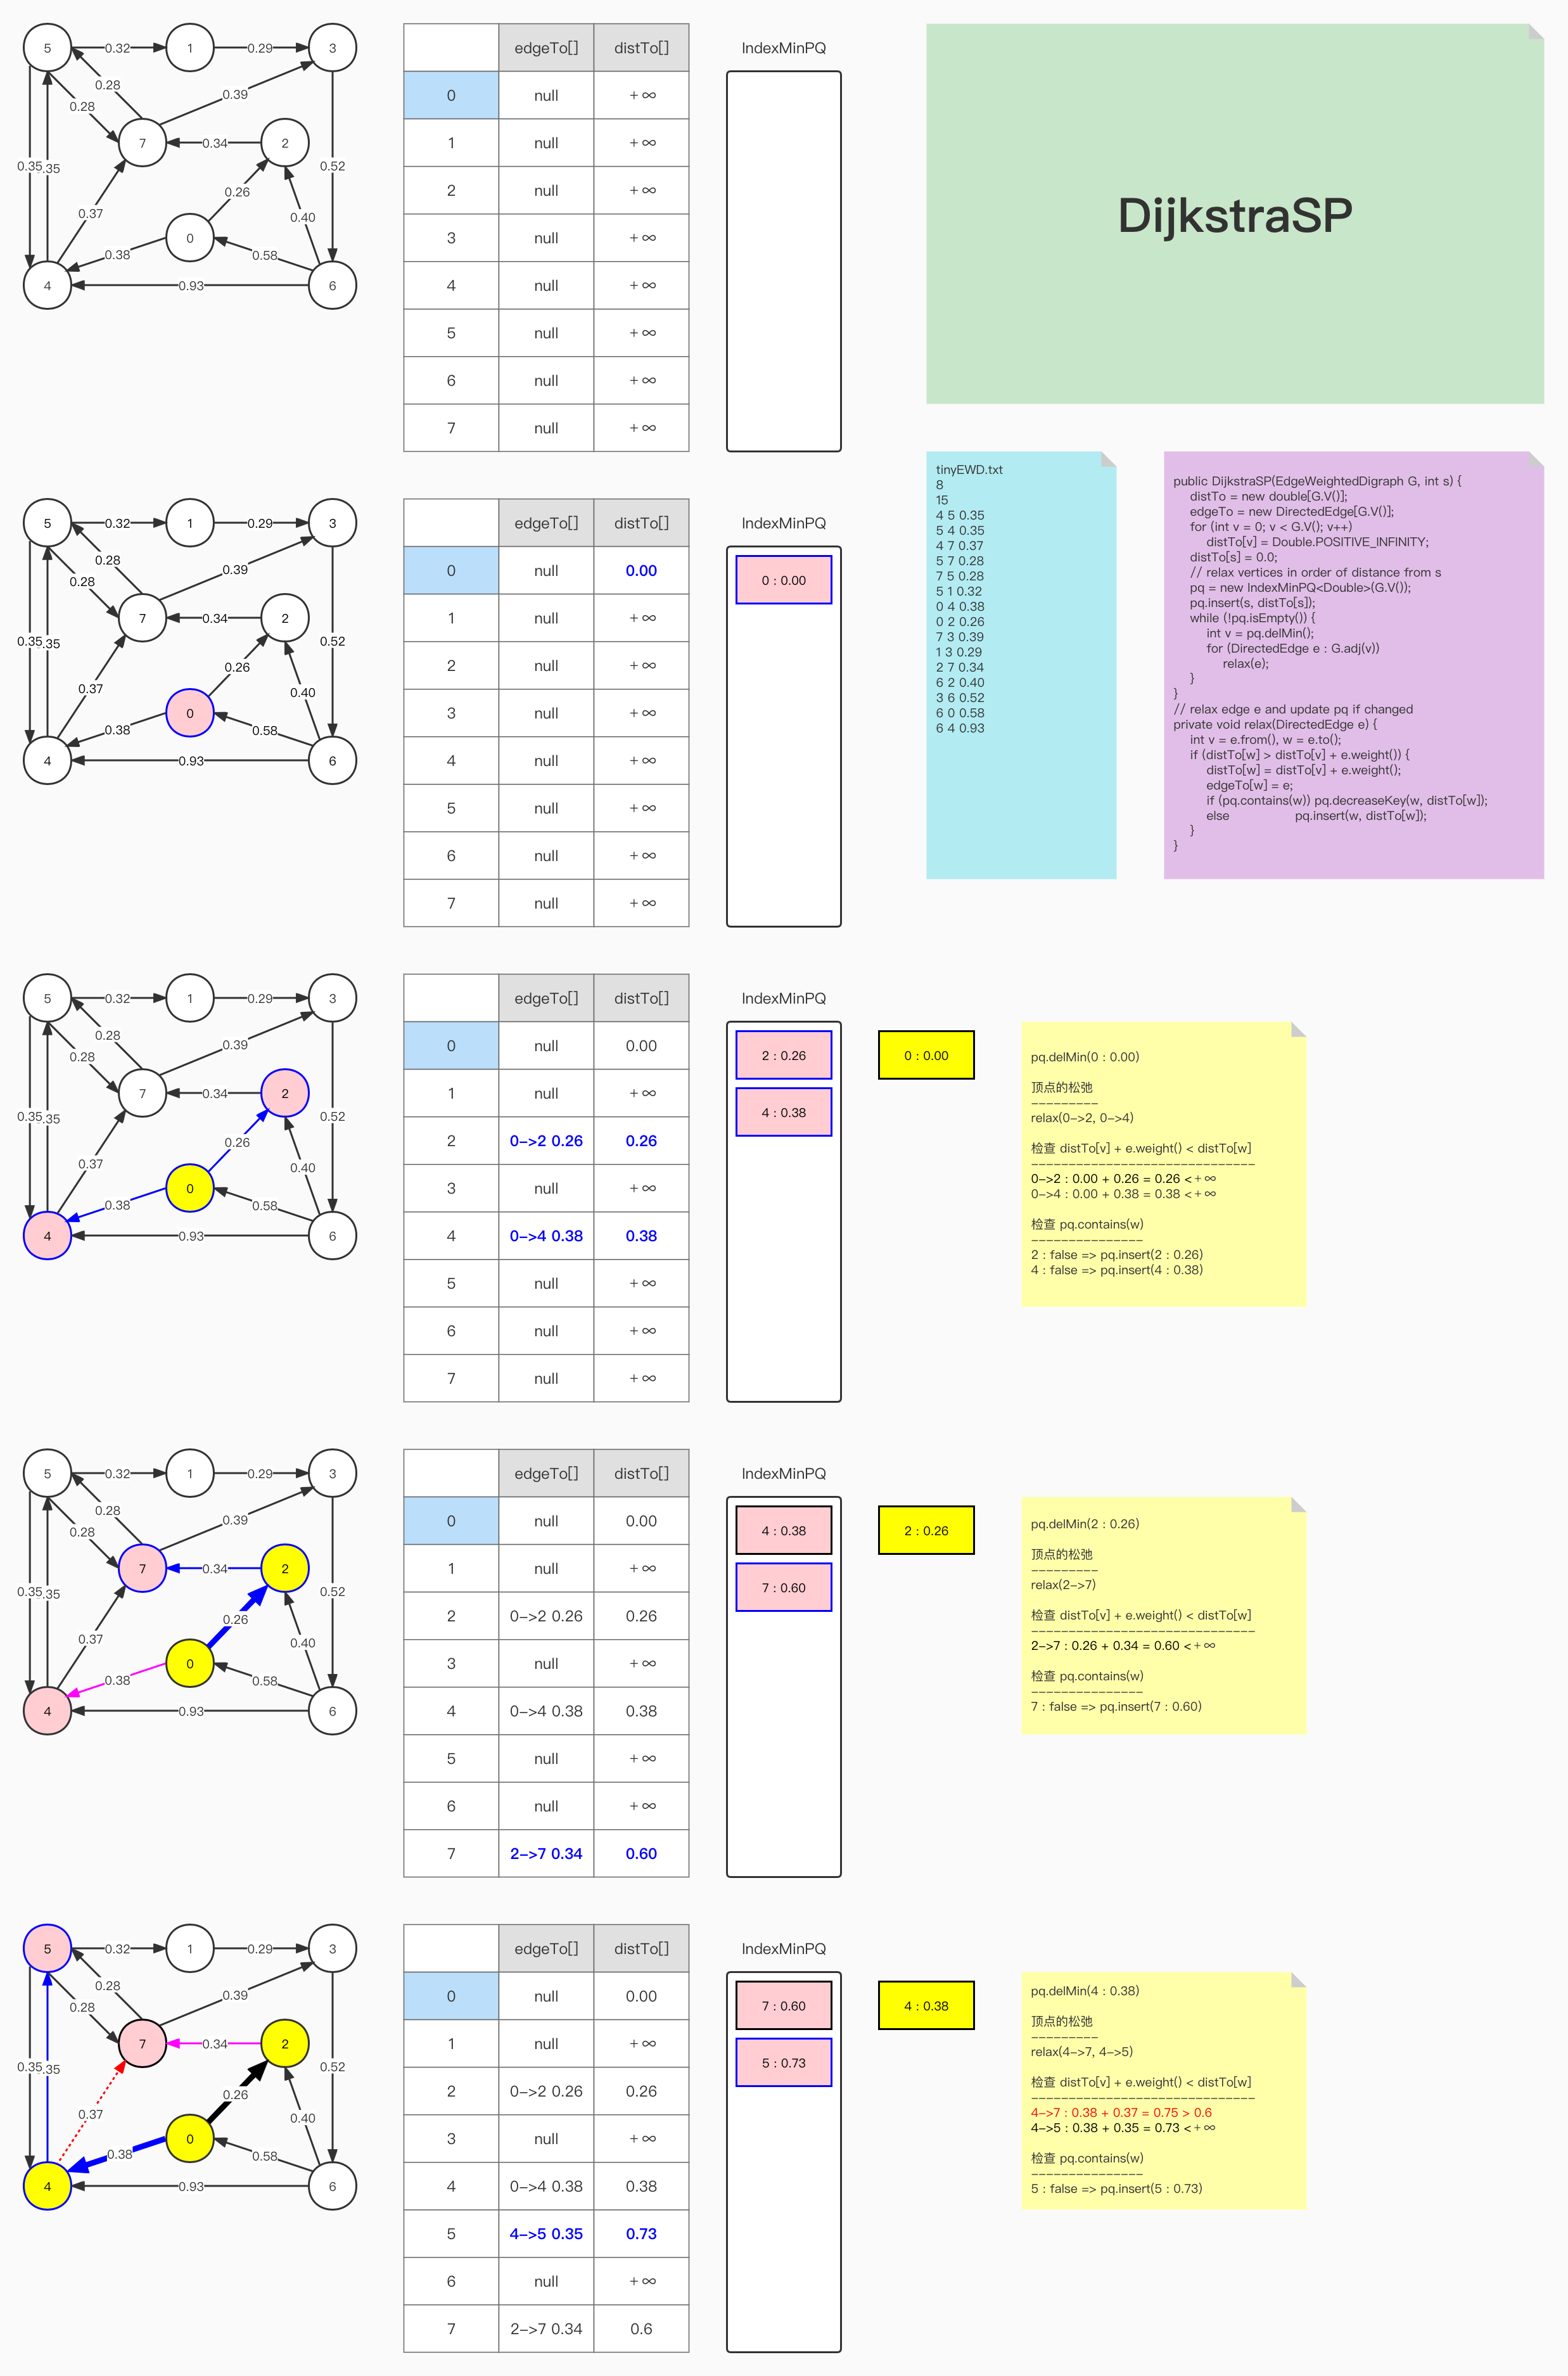 DijkstraSP
5 0.32 1 0.29 3
0.28
0.28
0.39
7 0.34 2
0.35
.35
0.52
0.26
0.37
0.40
0
0.38
0.58
4 0.93 6
edgeTo[] distTo[]
0 null +∞
1 null +∞
2 null +∞
3 null +∞
4 null +∞
5 null +∞
6 null +∞
7 null +∞
IndexMinPQ
tinyEWD.txt
8
15
4 5 0.35
5 4 0.35
4 7 0.37
5 7 0.28
7 5 0.28
5 1 0.32
0 4 0.38
0 2 0.26
7 3 0.39
1 3 0.29
2 7 0.34
6 2 0.40
3 6 0.52
6 0 0.58
6 4 0.93
public DijkstraSP(EdgeWeightedDigraph G, int s) {
distTo = new double[G.V()];
edgeTo = new DirectedEdge[G.V()];
for (int v = 0; v < G.V(); v++)
distTo[v] = Double.POSITIVE_INFINITY;
distTo[s] = 0.0;
// relax vertices in order of distance from s
pq = new IndexMinPQ<Double>(G.V());
pq.insert(s, distTo[s]);
while (!pq.isEmpty()) {
int v = pq.delMin();
for (DirectedEdge e : G.adj(v))
relax(e);
}
}
// relax edge e and update pq if changed
private void relax(DirectedEdge e) {
int v = e.from(), w = e.to();
if (distTo[w] > distTo[v] + e.weight()) {
distTo[w] = distTo[v] + e.weight();
edgeTo[w] = e;
if (pq.contains(w)) pq.decreaseKey(w, distTo[w]);
else pq.insert(w, distTo[w]);
}
}
5 0.32 1 0.29 3
0.28
0.28
0.39
7 0.34 2
0.35
.35
0.52
0.26
0.37
0.40
0
0.38
0.58
4 0.93 6
edgeTo[] distTo[]
0 null 0.00
1 null +∞
2 null +∞
3 null +∞
4 null +∞
5 null +∞
6 null +∞
7 null +∞
IndexMinPQ
0 : 0.00
5 0.32 1 0.29 3
0.28
0.28
0.39
7 0.34 2
0.35
.35
0.52
0.26
0.37
0.40
0
0.38
0.58
4 0.93 6
edgeTo[] distTo[]
0 null 0.00
1 null +∞
2 0->2 0.26 0.26
3 null +∞
4 0->4 0.38 0.38
5 null +∞
6 null +∞
7 null +∞
IndexMinPQ
2 : 0.26
4 : 0.38
0 : 0.00
pq.delMin(0 : 0.00)
顶点的松弛
---------
relax(0->2, 0->4)
检查 distTo[v] + e.weight() < distTo[w]
------------------------------
0->2 : 0.00 + 0.26 = 0.26 <+∞
0->4 : 0.00 + 0.38 = 0.38 <+∞
检查 pq.contains(w)
---------------
2 : false => pq.insert(2 : 0.26)
4 : false => pq.insert(4 : 0.38)
5 0.32 1 0.29 3
0.28
0.28
0.39
7 0.34 2
0.35
.35
0.52
0.26
0.37
0.40
0
0.38
0.58
4 0.93 6
edgeTo[] distTo[]
0 null 0.00
1 null +∞
2 0->2 0.26 0.26
3 null +∞
4 0->4 0.38 0.38
5 null +∞
6 null +∞
7 2->7 0.34 0.60
IndexMinPQ
4 : 0.38
7 : 0.60
2 : 0.26
pq.delMin(2 : 0.26)
顶点的松弛
---------
relax(2->7)
检查 distTo[v] + e.weight() < distTo[w]
------------------------------
2->7 : 0.26 + 0.34 = 0.60 <+∞
检查 pq.contains(w)
---------------
7 : false => pq.insert(7 : 0.60)
5 0.32 1 0.29 3
0.28
0.28
0.39
7 0.34 2
0.35
.35
0.52
0.26
0.37
0.40
0
0.38
0.58
4 0.93 6
edgeTo[] distTo[]
0 null 0.00
1 null +∞
2 0->2 0.26 0.26
3 null +∞
4 0->4 0.38 0.38
5 4->5 0.35 0.73
6 null +∞
7 2->7 0.34 0.6
IndexMinPQ
7 : 0.60
5 : 0.73
4 : 0.38
pq.delMin(4 : 0.38)
顶点的松弛
---------
relax(4->7, 4->5)
检查 distTo[v] + e.weight() < distTo[w]
------------------------------
4->7 : 0.38 + 0.37 = 0.75 > 0.6
4->5 : 0.38 + 0.35 = 0.73 <+∞
检查 pq.contains(w)
---------------
5 : false => pq.insert(5 : 0.73)